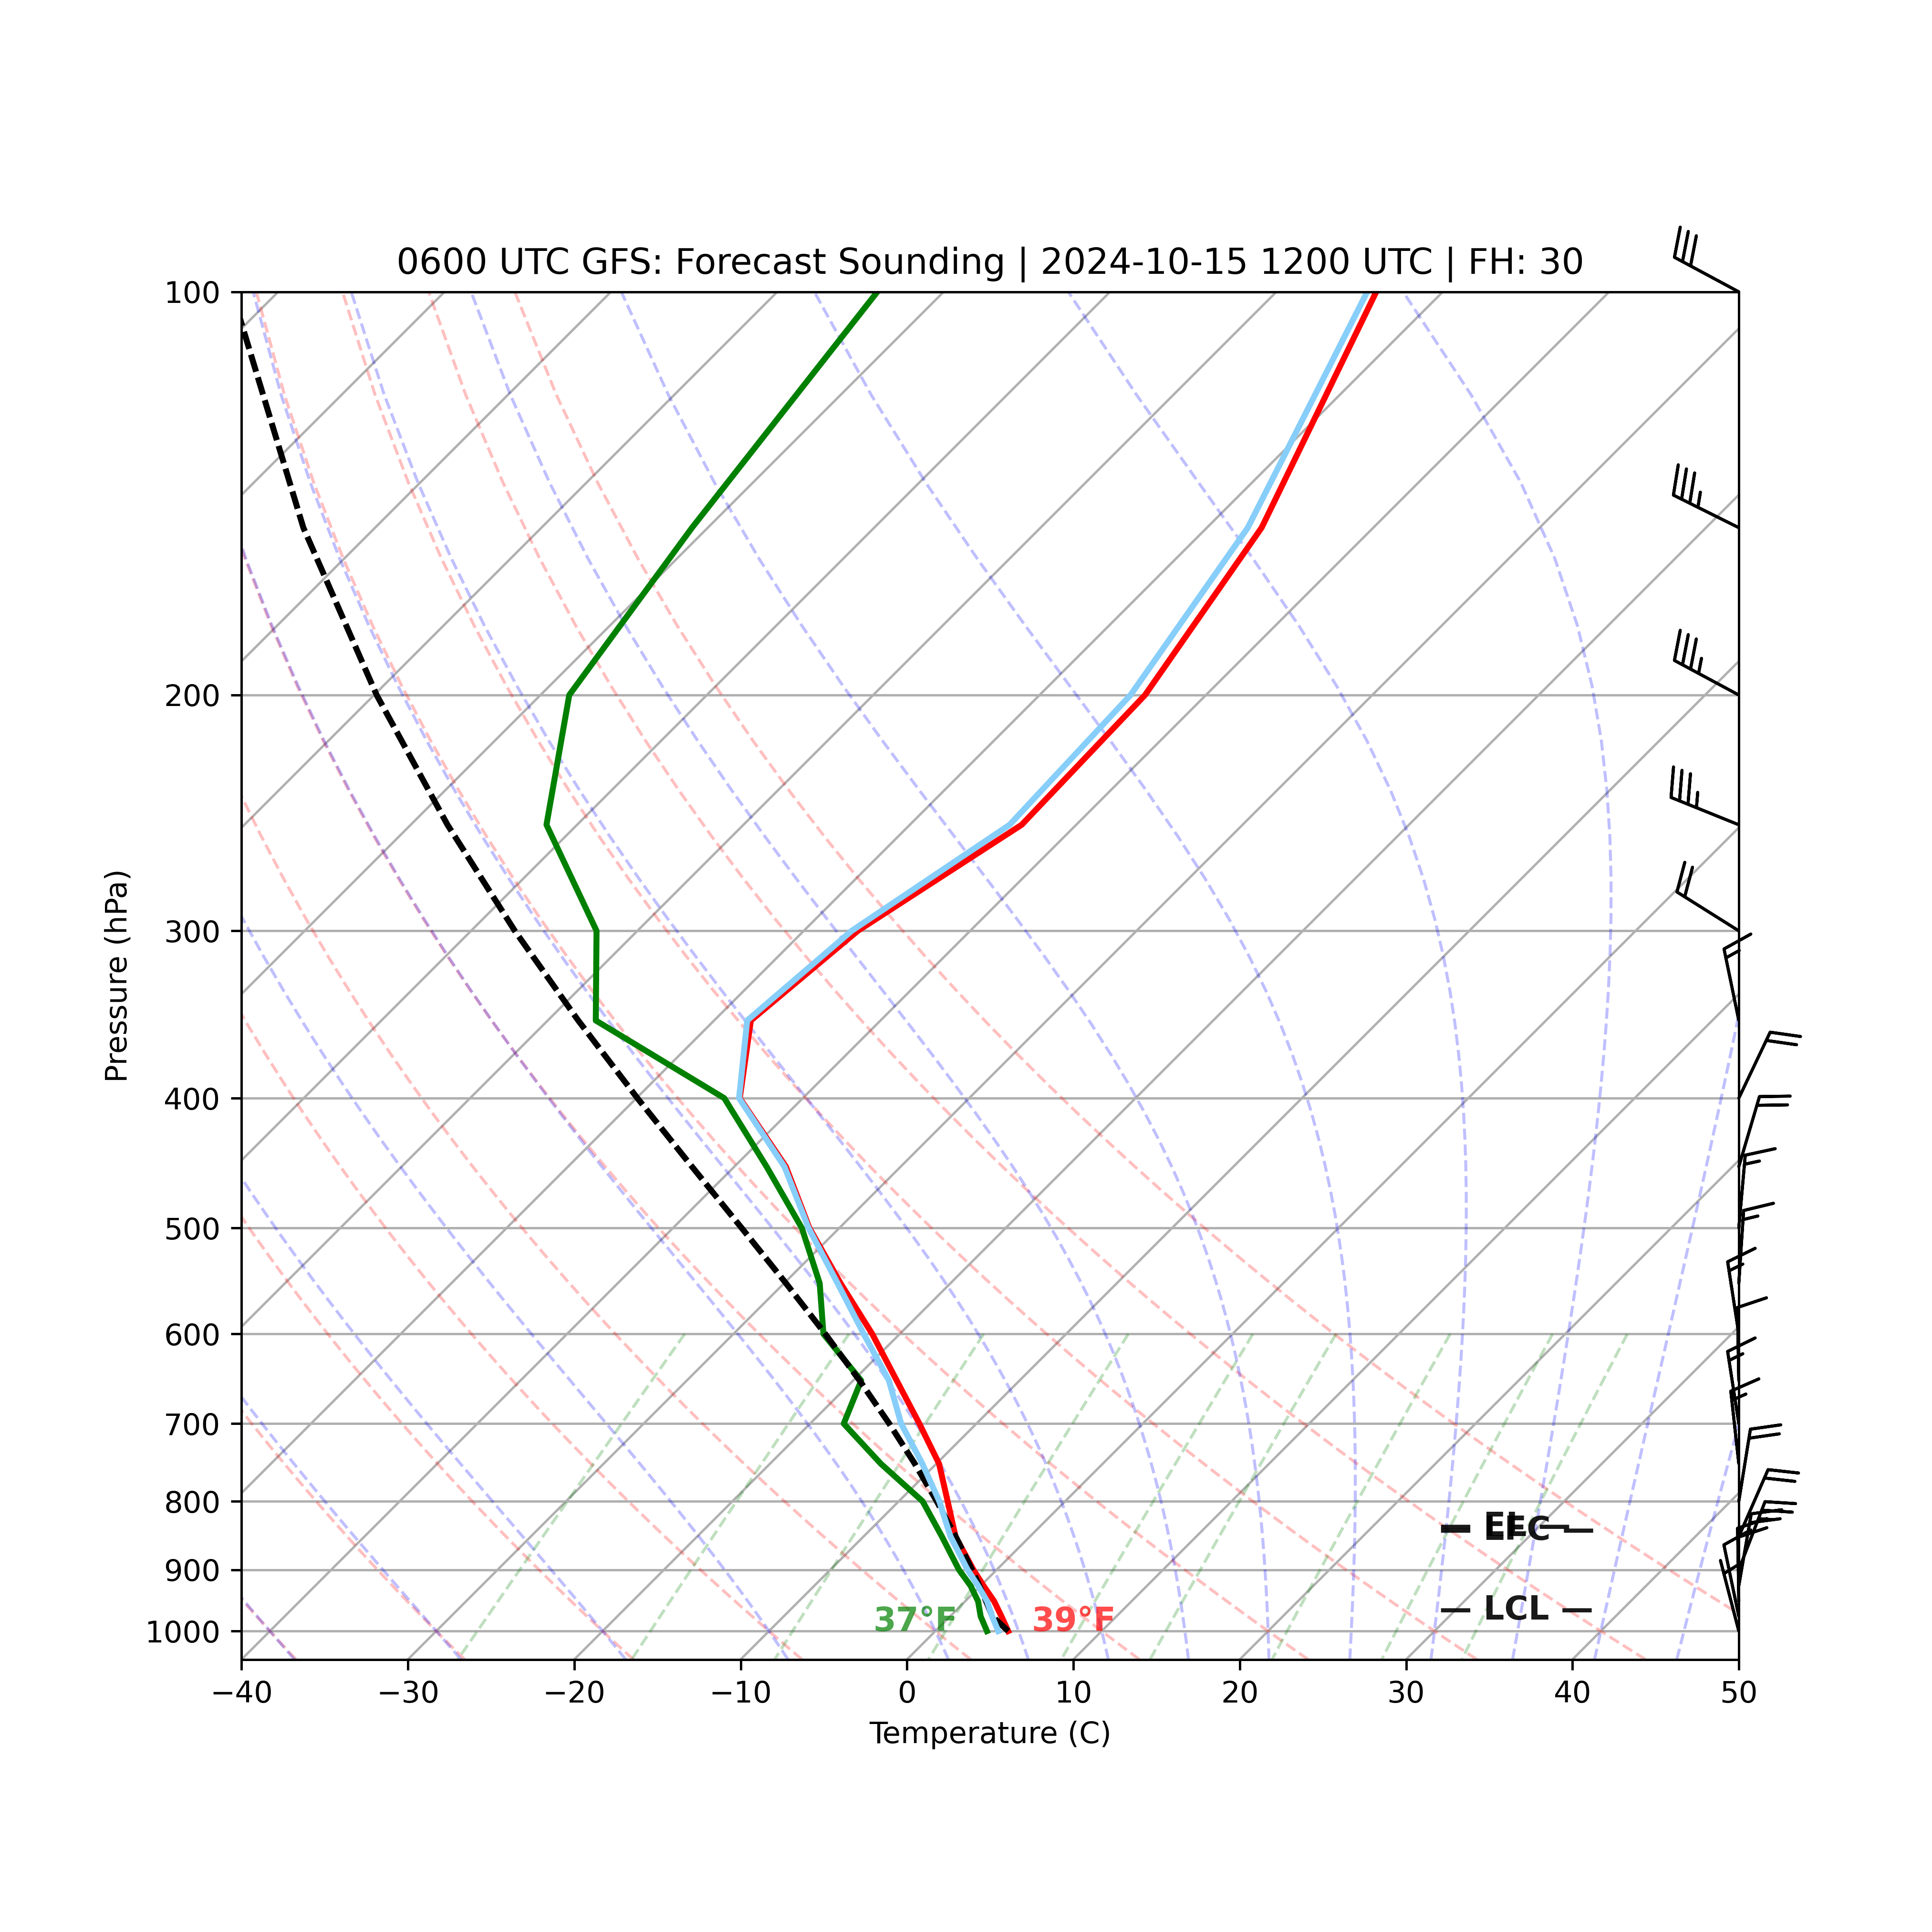 0600 UTC GFS: Forecast Sounding | 2024-10-15 1200 UTC | FH: 30
100
200
300
400
500
600
700
800
900
1000
Pressure (hPa)
— EL —
— LFC —
— LCL —
37°F
39°F
−40
−30
−20
−10
0
10
20
30
40
50
Temperature (C)